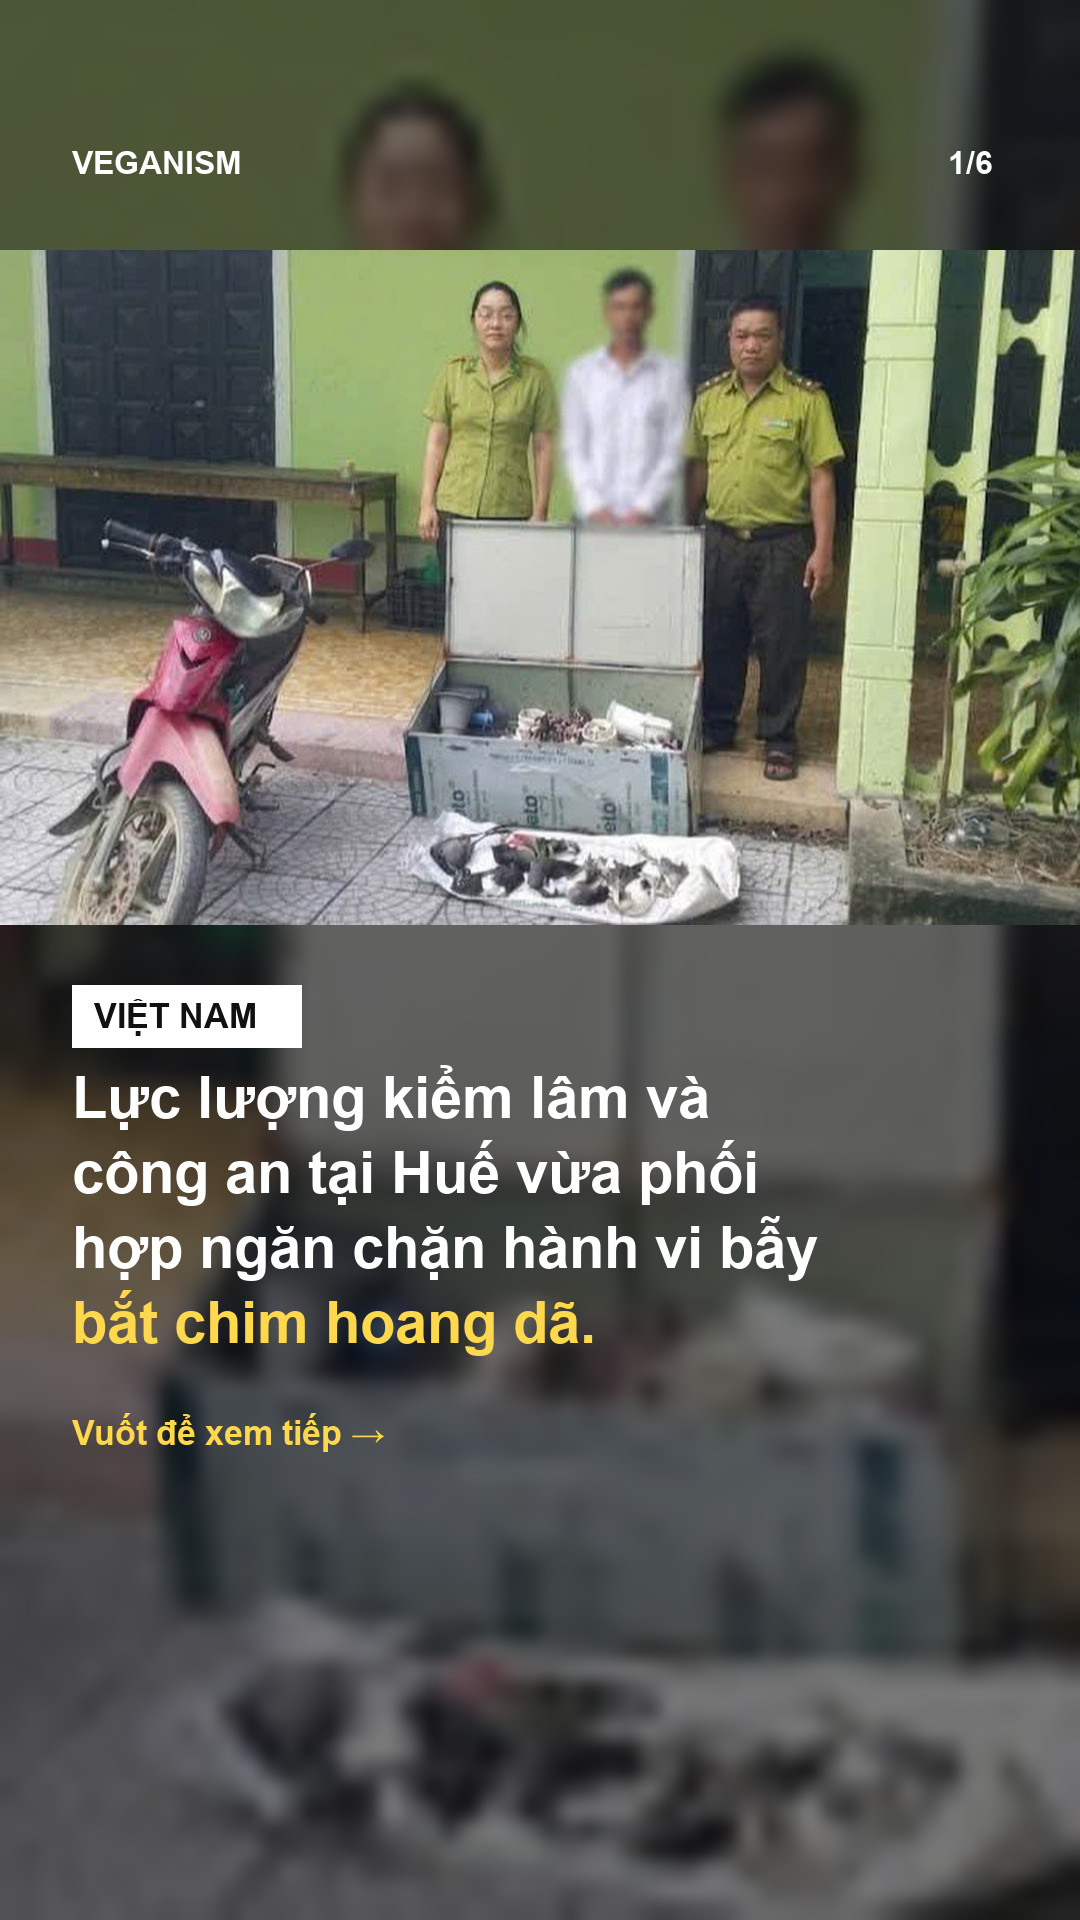 VEGANISM
1/6
VIỆT NAM
Lực lượng kiểm lâm và
công an tại Huế vừa phối
hợp ngăn chặn hành vi bẫy
bắt chim hoang dã.
Vuốt để xem tiếp →